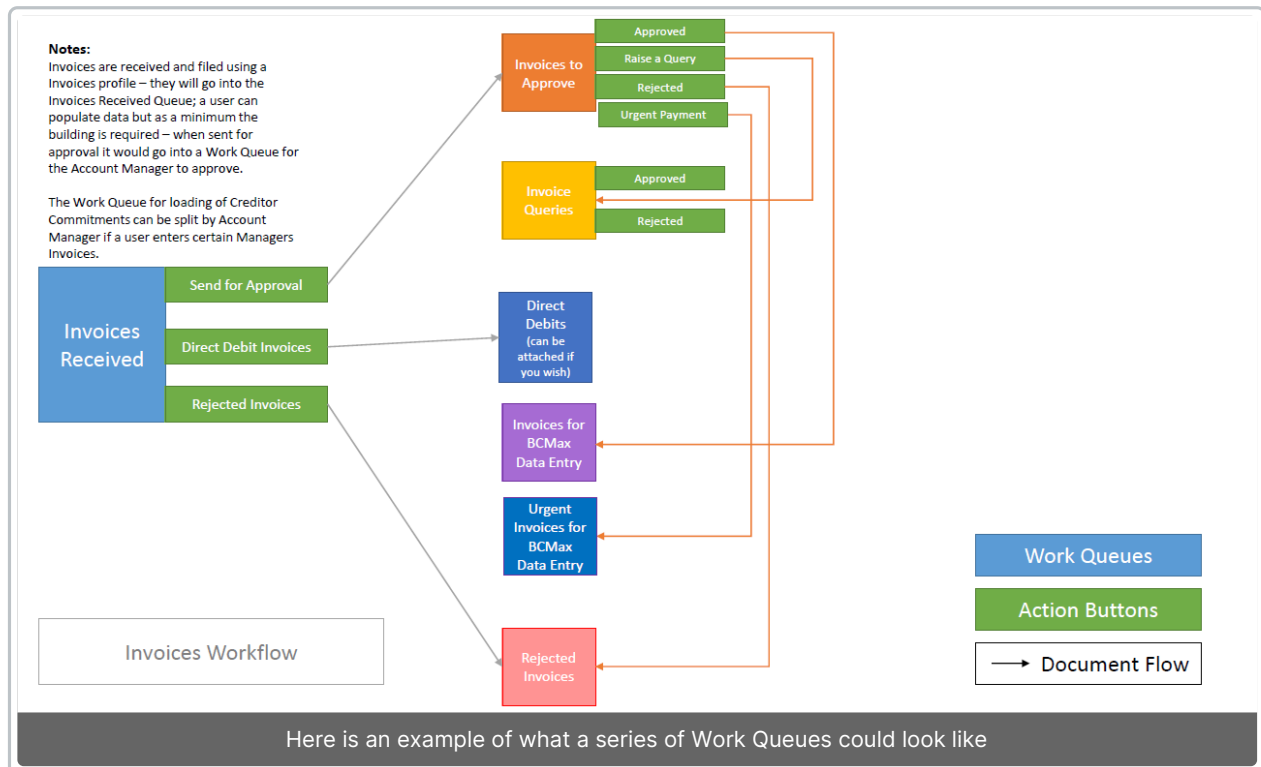 Notes:
Invoices are received and filed using a
Invoices profile – they will go into the
Invoices Received Queue; a user can
populate data but as a minimum the
building is required – when sent for
approval it would go into a Work Queue for
the Account Manager to approve.
The Work Queue for loading of Creditor
Commitments can be split by Account
Manager if a user enters certain Managers
Invoices.
Invoices
Received
Send for Approval
Direct Debit Invoices
Rejected Invoices
Invoices to
Approve
Approved
Raise a Query
Rejected
Urgent Payment
Invoice
Queries
Approved
Rejected
Direct
Debits
(can be
attached if
you wish)
Invoices for
BCMax
Data Entry
Urgent
Invoices for
BCMax
Data Entry
Rejected
Invoices
Invoices Workflow
Work Queues
Action Buttons
Document Flow
Here is an example of what a series of Work Queues could look like